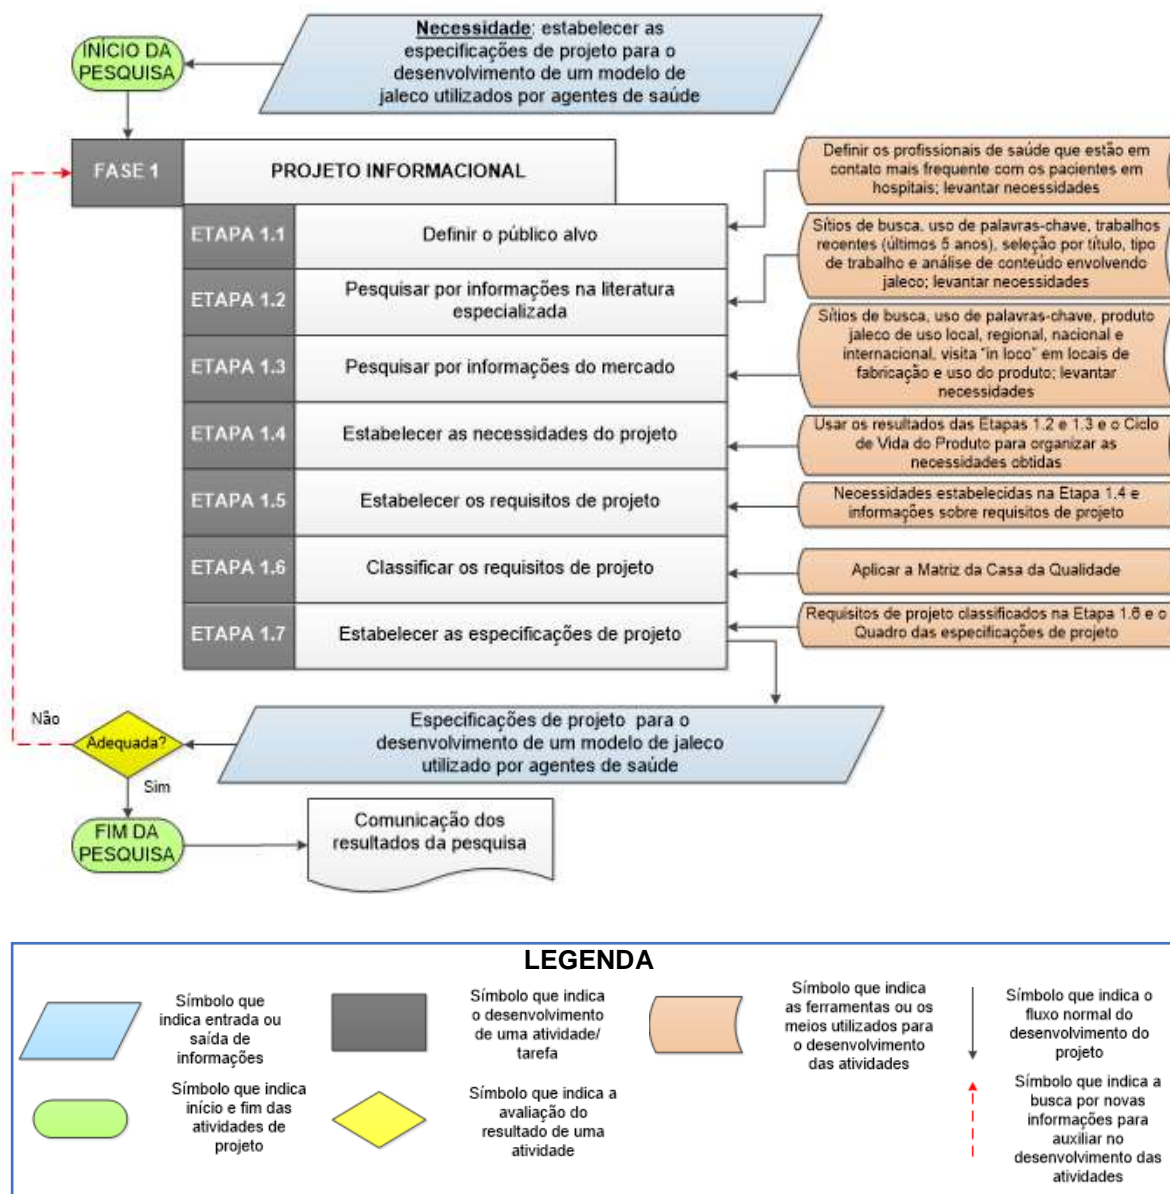 Necessidade: estabelecer as
especificações de projeto para o
desenvolvimento de um modelo de
jaleco utilizados por agentes de saúde
INÍCIO DA
PESQUISA
FASE 1
PROJETO INFORMACIONAL
Definir os profissionais de saúde que estão em
contato mais frequente com os pacientes em
hospitais; levantar necessidades
ETAPA 1.1
Definir o público alvo
Sítios de busca, uso de palavras-chave, trabalhos
recentes (últimos 5 anos), seleção por título, tipo
de trabalho e análise de conteúdo envolvendo
jaleco; levantar necessidades
ETAPA 1.2
Pesquisar por informações na literatura
especializada
Sítios de busca, uso de palavras-chave, produto
jaleco de uso local, regional, nacional e
internacional, visita “in loco” em locais de
fabricação e uso do produto; levantar
necessidades
ETAPA 1.3
Pesquisar por informações do mercado
ETAPA 1.4
Estabelecer as necessidades do projeto
Usar os resultados das Etapas 1.2 e 1.3 e o Ciclo
de Vida do Produto para organizar as
necessidades obtidas
ETAPA 1.5
Estabelecer os requisitos de projeto
Necessidades estabelecidas na Etapa 1.4 e
informações sobre requisitos de projeto
ETAPA 1.6
Classificar os requisitos de projeto
Aplicar a Matriz da Casa da Qualidade
ETAPA 1.7
Estabelecer as especificações de projeto
Requisitos de projeto classificados na Etapa 1.6 e o
Quadro das especificações de projeto
Não
Adequada?
Sim
Especificações de projeto para o
desenvolvimento de um modelo de jaleco
utilizado por agentes de saúde
FIM DA
PESQUISA
Comunicação dos
resultados da pesquisa
LEGENDA
Símbolo que
indica entrada ou
saída de
informações
Símbolo que indica
o desenvolvimento
de uma atividade/
tarefa
Símbolo que indica
as ferramentas ou os
meios utilizados para
o desenvolvimento
das atividades
Símbolo que indica o
fluxo normal do
desenvolvimento do
projeto
Símbolo que indica
início e fim das
atividades de
projeto
Símbolo que indica a
avaliação do
resultado de uma
atividade
Símbolo que indica a
busca por novas
informações para
auxiliar no
desenvolvimento das
atividades